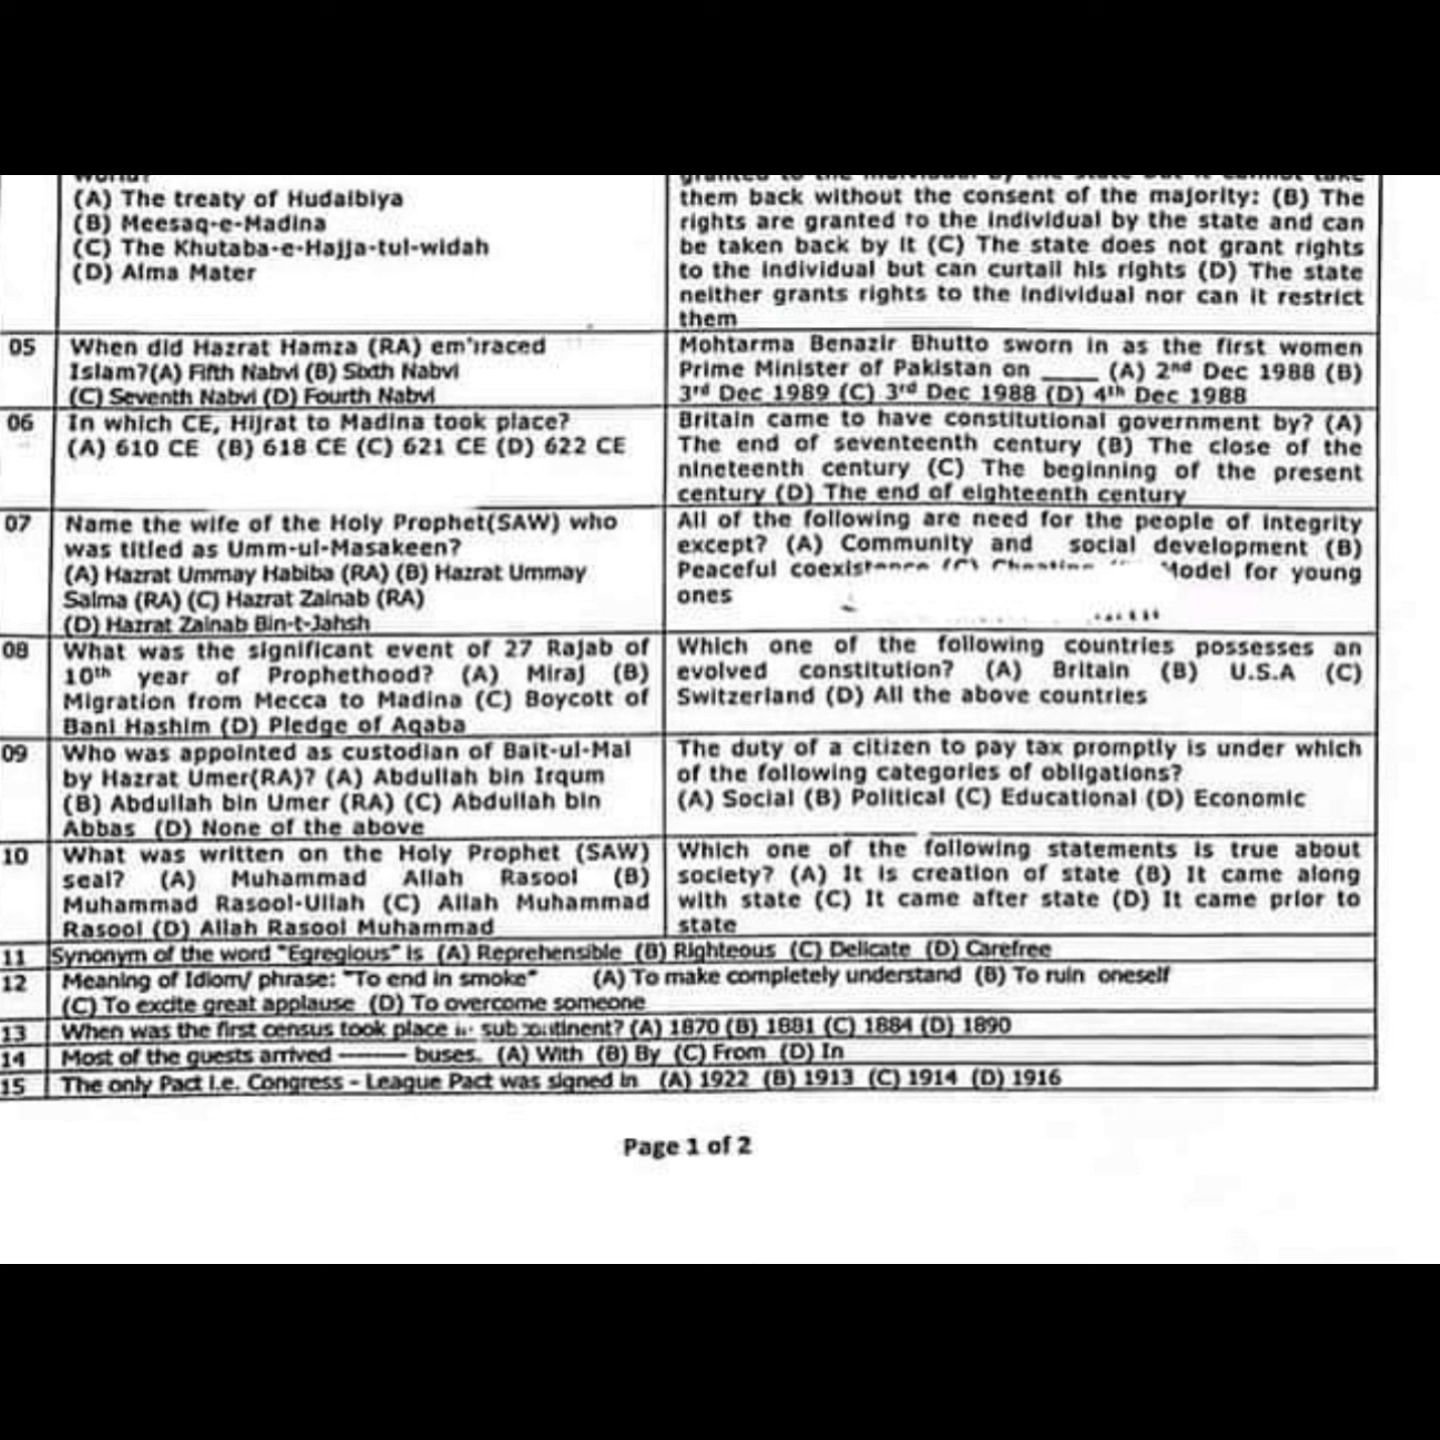 (A) The treaty of Hudaibiya
(B) Meesaq-e-Madina
(C) The Khutaba-e-Hajja-tul-widah
(D) Alma Mater
them back without the consent of the majority: (B) The
rights are granted to the individual by the state and can
be taken back by it (C) The state does not grant rights
to the individual but can curtail his rights (D) The state
neither grants rights to the individual nor can it restrict
them
05
When did Hazrat Hamza (RA) embraced
Islam?(A) Fifth Nabvi (B) Sixth Nabvi
(C) Seventh Nabvi (D) Fourth Nabvi
Mohtarma Benazir Bhutto sworn in as the first women
Prime Minister of Pakistan on ____ (A) 2nd Dec 1988 (B)
3rd Dec 1989 (C) 3rd Dec 1988 (D) 4th Dec 1988
06
In which CE, Hijrat to Madina took place?
(A) 610 CE (B) 618 CE (C) 621 CE (D) 622 CE
Britain came to have constitutional government by? (A)
The end of seventeenth century (B) The close of the
nineteenth century (C) The beginning of the present
century (D) The end of eighteenth century
07
Name the wife of the Holy Prophet(SAW) who
was titled as Umm-ul-Masakeen?
(A) Hazrat Ummay Habiba (RA) (B) Hazrat Ummay
Salma (RA) (C) Hazrat Zainab (RA)
(D) Hazrat Zainab Bin-t-Jahsh
All of the following are need for the people of integrity
except? (A) Community and social development (B)
Peaceful coexistence (C) Cheating Model for young
ones
08
What was the significant event of 27 Rajab of
10th year of Prophethood? (A) Miraj (B)
Migration from Mecca to Madina (C) Boycott of
Bani Hashim (D) Pledge of Aqaba
Which one of the following countries possesses an
evolved constitution? (A) Britain (B) U.S.A (C)
Switzerland (D) All the above countries
09
Who was appointed as custodian of Bait-ul-Mal
by Hazrat Umer(RA)? (A) Abdullah bin Irqum
(B) Abdullah bin Umer (RA) (C) Abdullah bin
Abbas (D) None of the above
The duty of a citizen to pay tax promptly is under which
of the following categories of obligations?
(A) Social (B) Political (C) Educational (D) Economic
10
What was written on the Holy Prophet (SAW)
seal? (A) Muhammad Allah Rasool (B)
Muhammad Rasool-Ullah (C) Allah Muhammad
Rasool (D) Allah Rasool Muhammad
Which one of the following statements is true about
society? (A) It is creation of state (B) It came along
with state (C) It came after state (D) It came prior to
state
11 Synonym of the word "Egregious" is (A) Reprehensible (B) Righteous (C) Delicate (D) Carefree
12 Meaning of Idiom/ phrase: "To end in smoke" (A) To make completely understand (B) To ruin oneself
(C) To excite great applause (D) To overcome someone
13 When was the first census took place in subcontinent? (A) 1870 (B) 1881 (C) 1884 (D) 1890
14 Most of the guests arrived ——— buses. (A) With (B) By (C) From (D) In
15 The only Pact i.e. Congress - League Pact was signed in (A) 1922 (B) 1913 (C) 1914 (D) 1916
Page 1 of 2